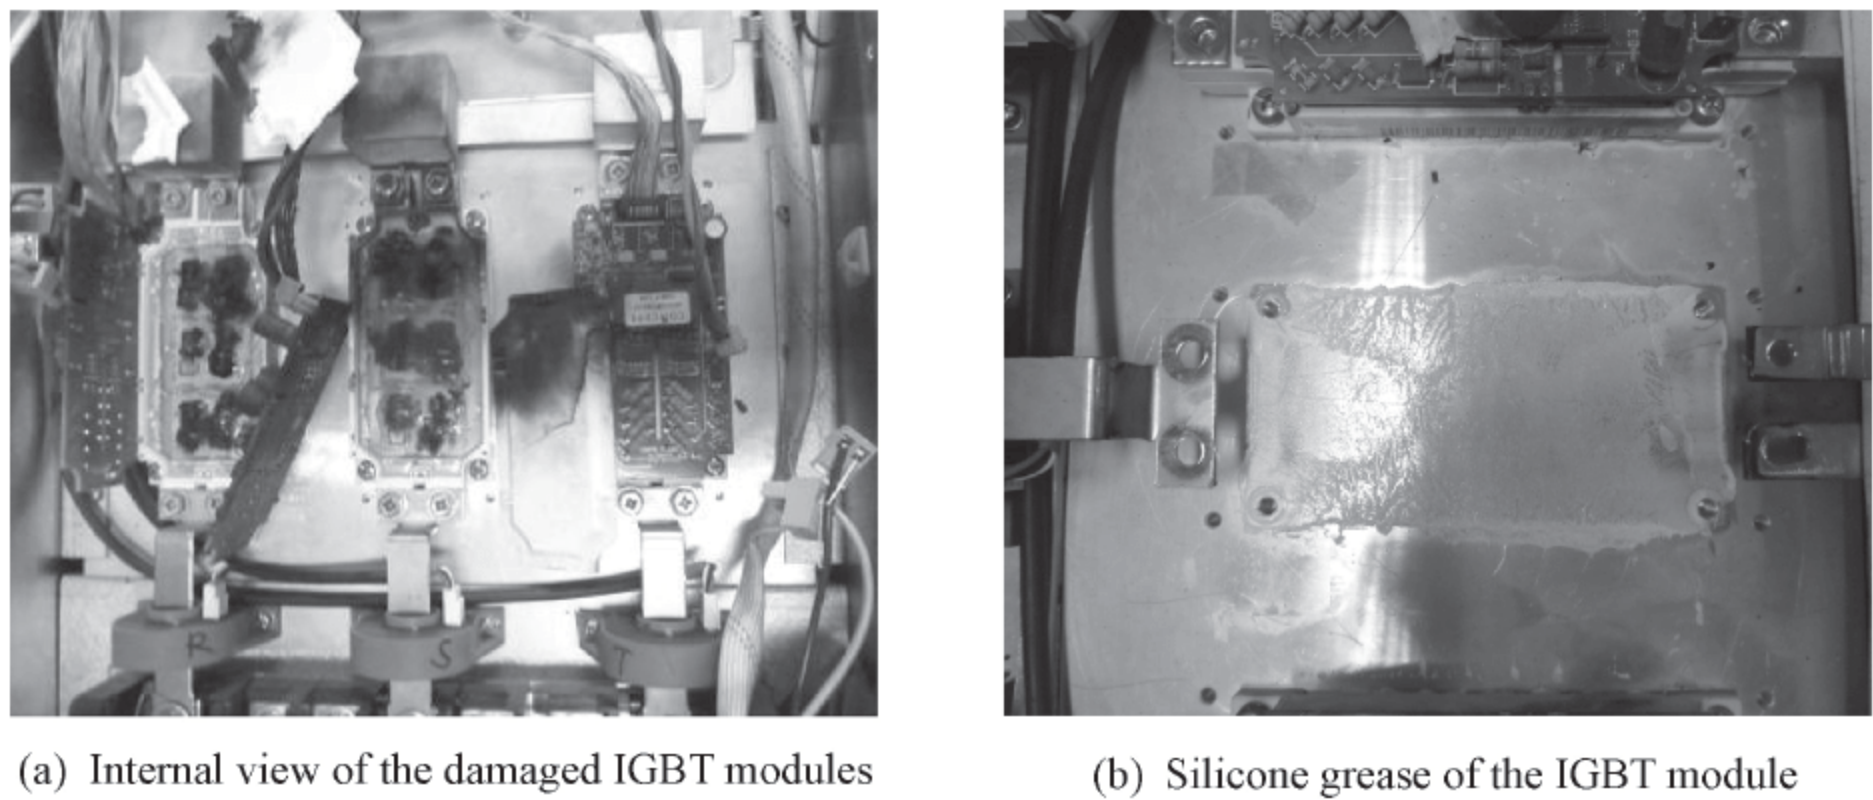 R
S
T
(a) Internal view of the damaged IGBT modules
(b) Silicone grease of the IGBT module